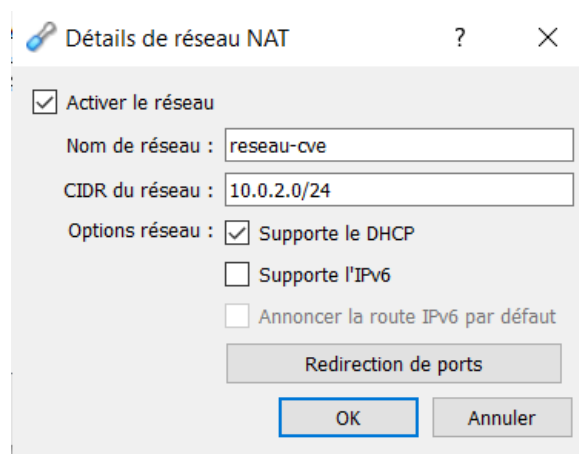 Détails de réseau NAT ?
Activer le réseau
Nom de réseau : reseau-cve
CIDR du réseau : 10.0.2.0/24
Options réseau : Supporte le DHCP
Supporte l'IPv6
Annoncer la route IPv6 par défaut
Redirection de ports
OK Annuler